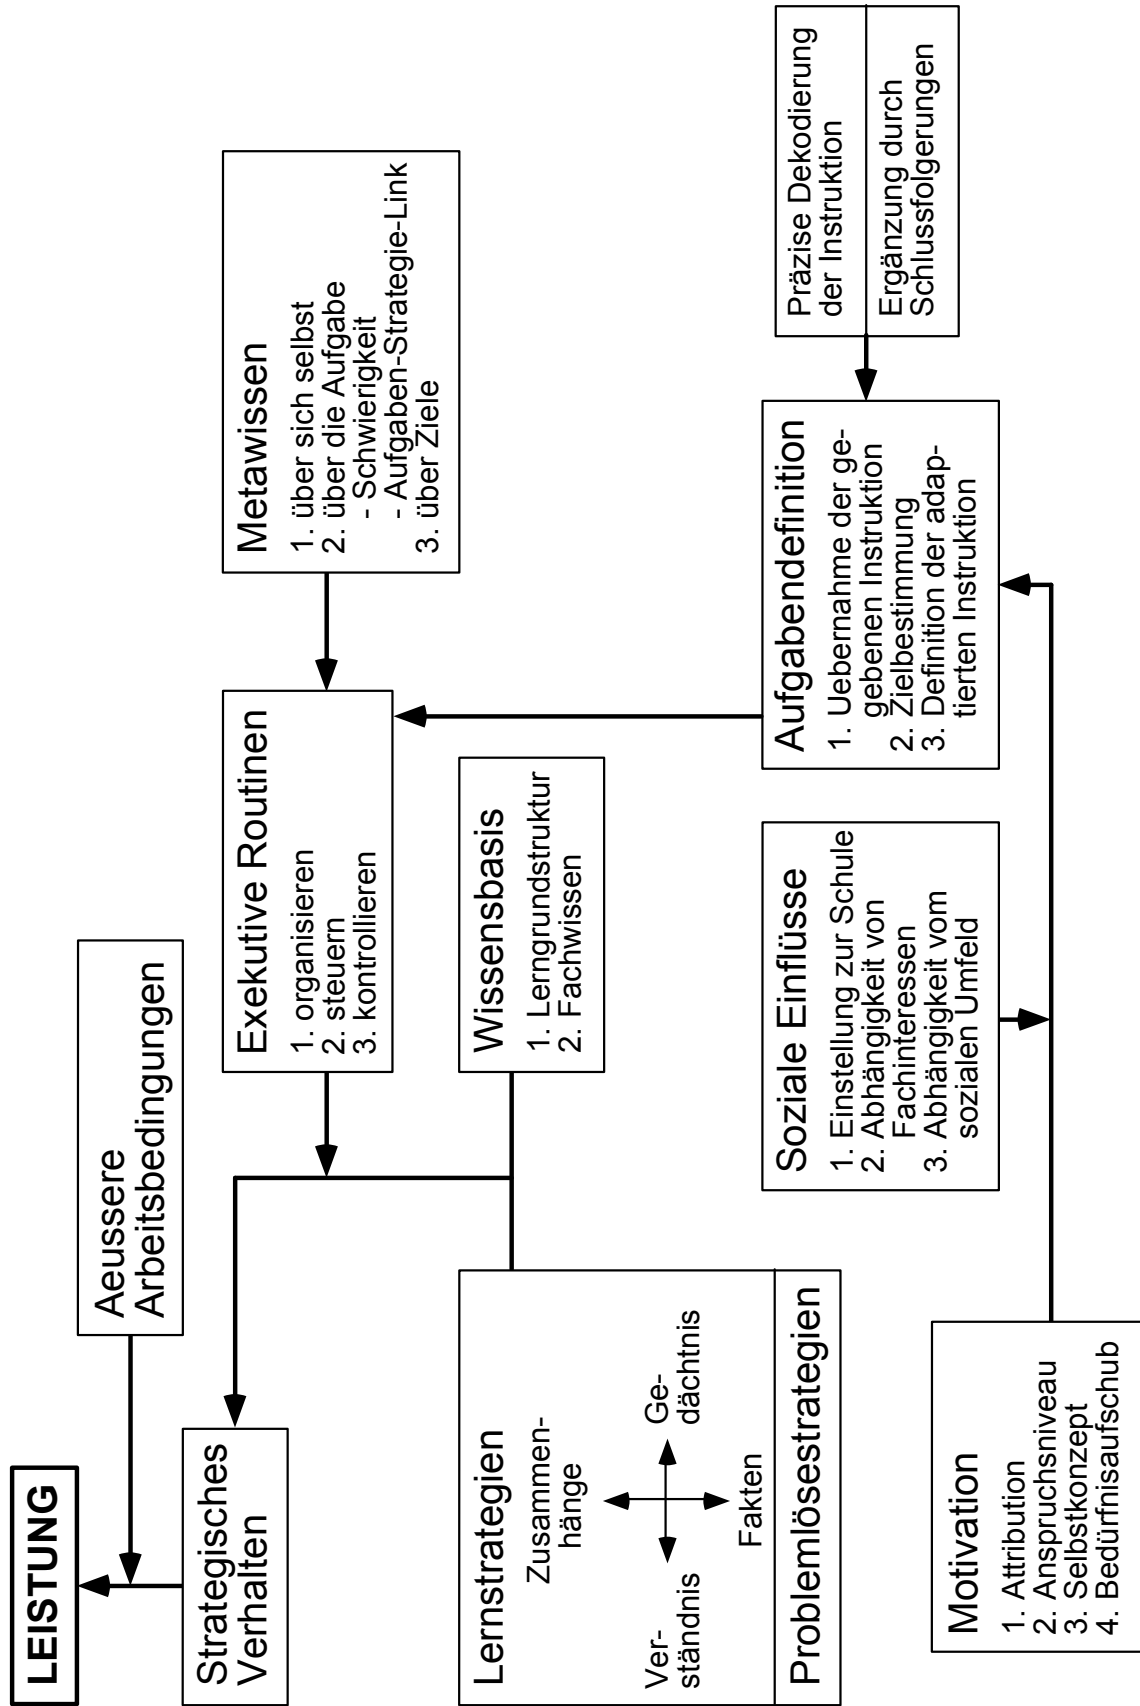 LEISTUNG
Aeussere
Arbeitsbedingungen
Strategisches
Verhalten
Exekutive Routinen
1. organisieren
2. steuern
3. kontrollieren
Metawissen
1. über sich selbst
2. über die Aufgabe
- Schwierigkeit
- Aufgaben-Strategie-Link
3. über Ziele
Lernstrategien
Zusammen-
hänge
Ver-
ständnis
Ge-
dächtnis
Fakten
Problemlösestrategien
Wissensbasis
1. Lerngrundstruktur
2. Fachwissen
Soziale Einflüsse
1. Einstellung zur Schule
2. Abhängigkeit von
Fachinteressen
3. Abhängigkeit vom
sozialen Umfeld
Aufgabendefinition
1. Uebernahme der ge-
gebenen Instruktion
2. Zielbestimmung
3. Definition der adap-
tierten Instruktion
Präzise Dekodierung
der Instruktion
Ergänzung durch
Schlussfolgerungen
Motivation
1. Attribution
2. Anspruchsniveau
3. Selbstkonzept
4. Bedürfnisaufschub